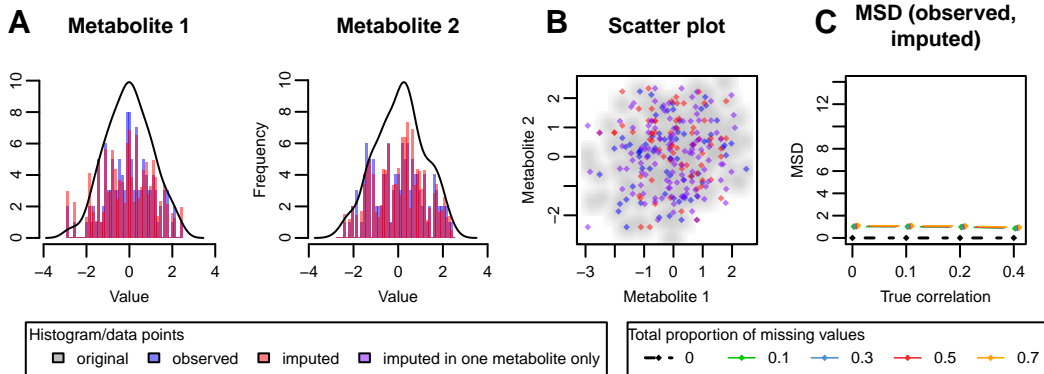 A
Metabolite 1
Metabolite 2
B
Scatter plot
C
MSD (observed,
imputed)
0 2 4 6 8 10
−4 −2 0 2 4
Value
Frequency
0 2 4 6 8 10
−4 −2 0 2 4
Value
Metabolite 2
−2 0 1 2
−3 −1 0 1 2
Metabolite 1
MSD
0 2 4 8 12
0 0.1 0.2 0.4
True correlation
Histogram/data points
original observed imputed imputed in one metabolite only
Total proportion of missing values
0 0.1 0.3 0.5 0.7